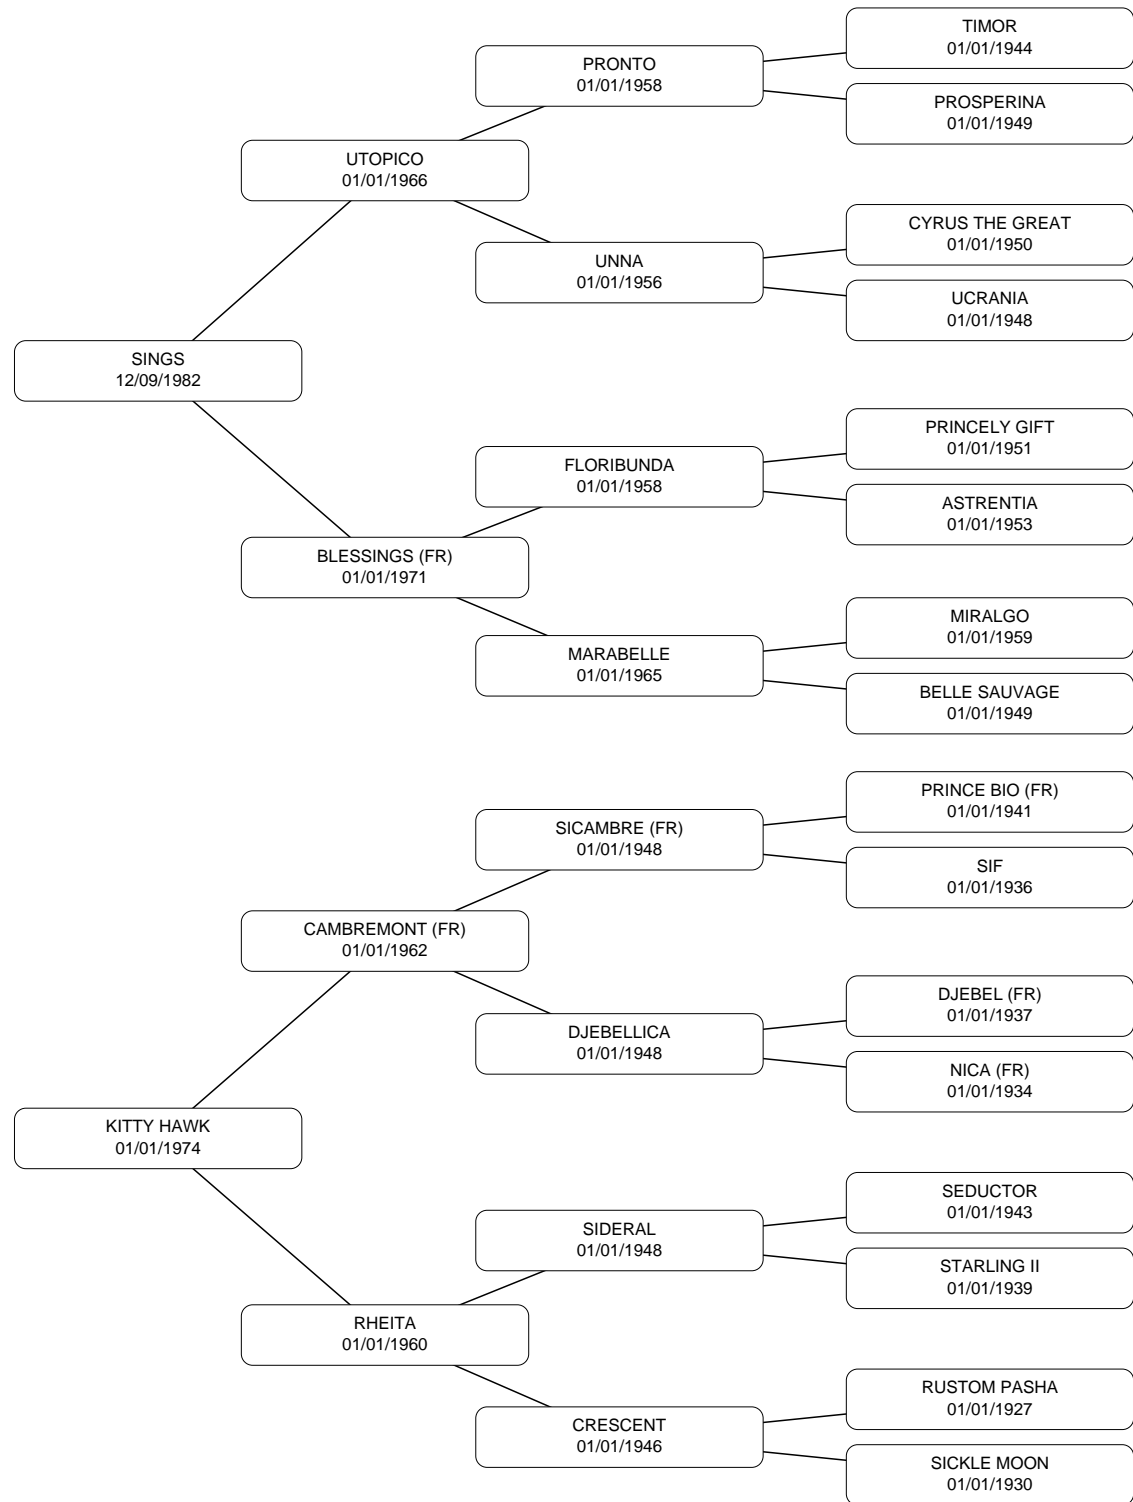 TIMOR
01/01/1944
PRONTO
01/01/1958
PROSPERINA
01/01/1949
UTOPICO
01/01/1966
CYRUS THE GREAT
01/01/1950
UNNA
01/01/1956
UCRANIA
01/01/1948
SINGS
12/09/1982
PRINCELY GIFT
01/01/1951
FLORIBUNDA
01/01/1958
ASTRENTIA
01/01/1953
BLESSINGS (FR)
01/01/1971
MIRALGO
01/01/1959
MARABELLE
01/01/1965
BELLE SAUVAGE
01/01/1949
PRINCE BIO (FR)
01/01/1941
SICAMBRE (FR)
01/01/1948
SIF
01/01/1936
CAMBREMONT (FR)
01/01/1962
DJEBEL (FR)
01/01/1937
DJEBELLICA
01/01/1948
NICA (FR)
01/01/1934
KITTY HAWK
01/01/1974
SEDUCTOR
01/01/1943
SIDERAL
01/01/1948
STARLING II
01/01/1939
RHEITA
01/01/1960
RUSTOM PASHA
01/01/1927
CRESCENT
01/01/1946
SICKLE MOON
01/01/1930